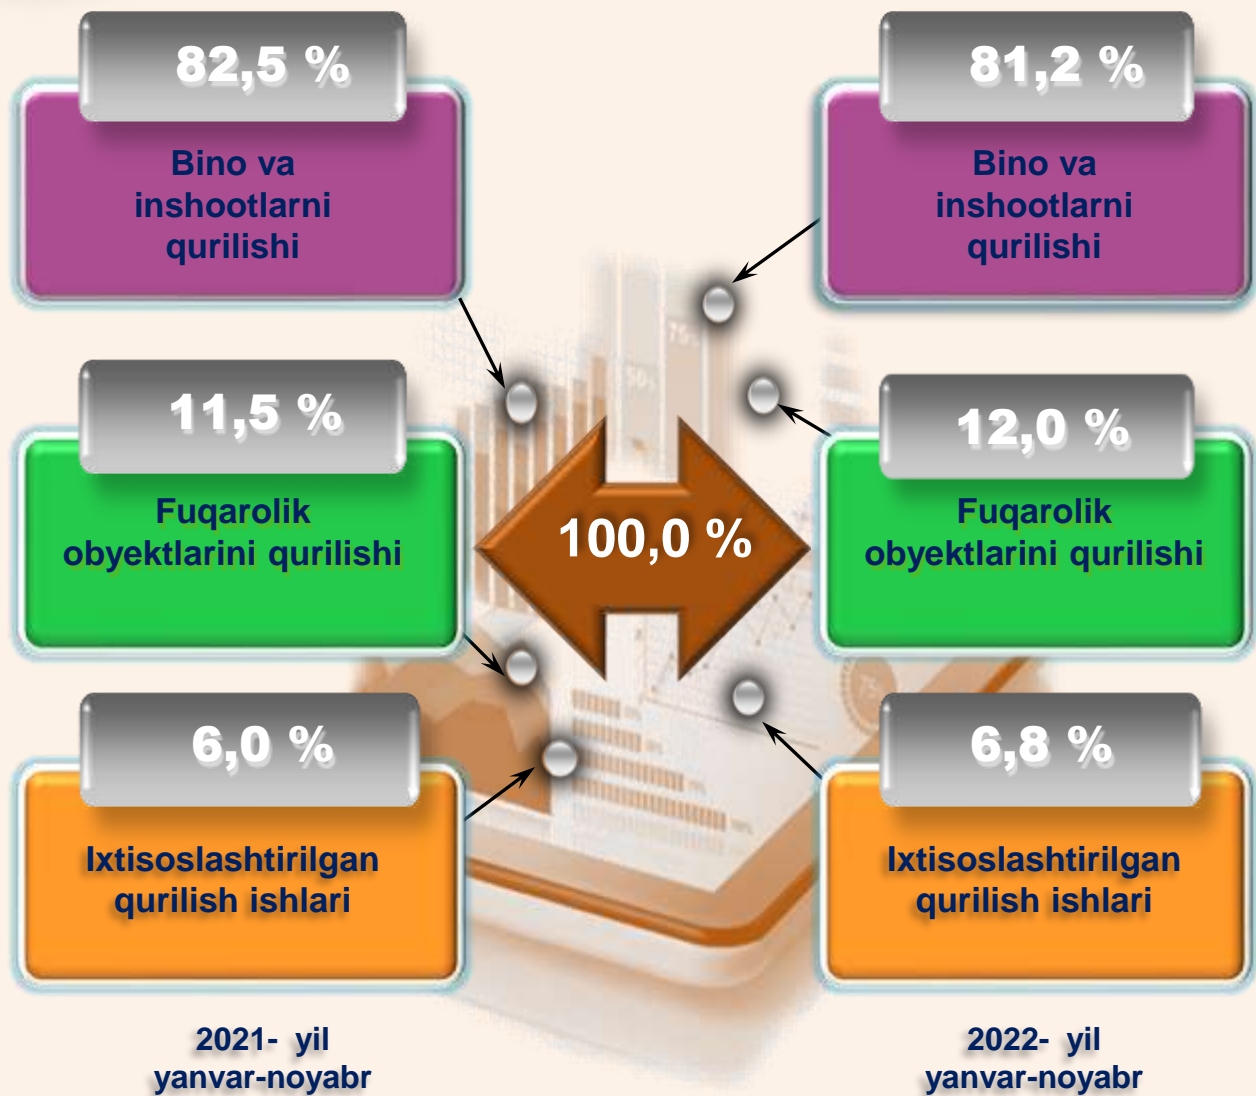 82,5 %
Bino va
inshootlarni
qurilishi
11,5 %
Fuqarolik
obyektlarini qurilishi
6,0 %
Ixtisoslashtirilgan
qurilish ishlari
2021- yil
yanvar-noyabr
100,0 %
81,2 %
Bino va
inshootlarni
qurilishi
12,0 %
Fuqarolik
obyektlarini qurilishi
6,8 %
Ixtisoslashtirilgan
qurilish ishlari
2022- yil
yanvar-noyabr